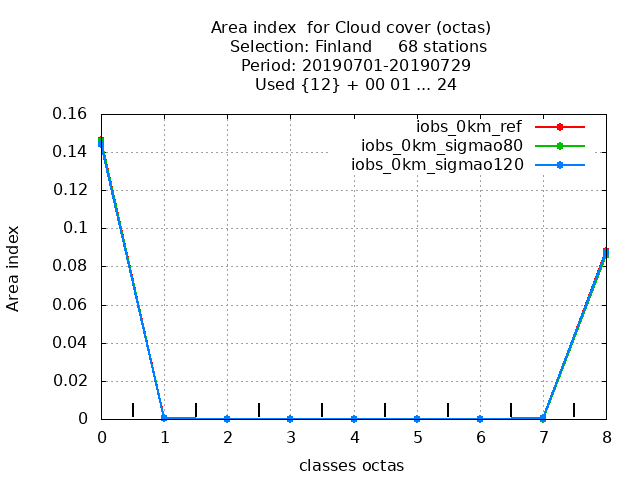 Area index  for Cloud cover (octas)
Selection: Finland     68 stations
Period: 20190701-20190729
Used {12} + 00 01 ... 24
iobs_0km_ref
iobs_0km_sigmao80
iobs_0km_sigmao120
Area index
0.16
0.14
0.12
0.1
0.08
0.06
0.04
0.02
0
0 1 2 3 4 5 6 7 8
classes octas